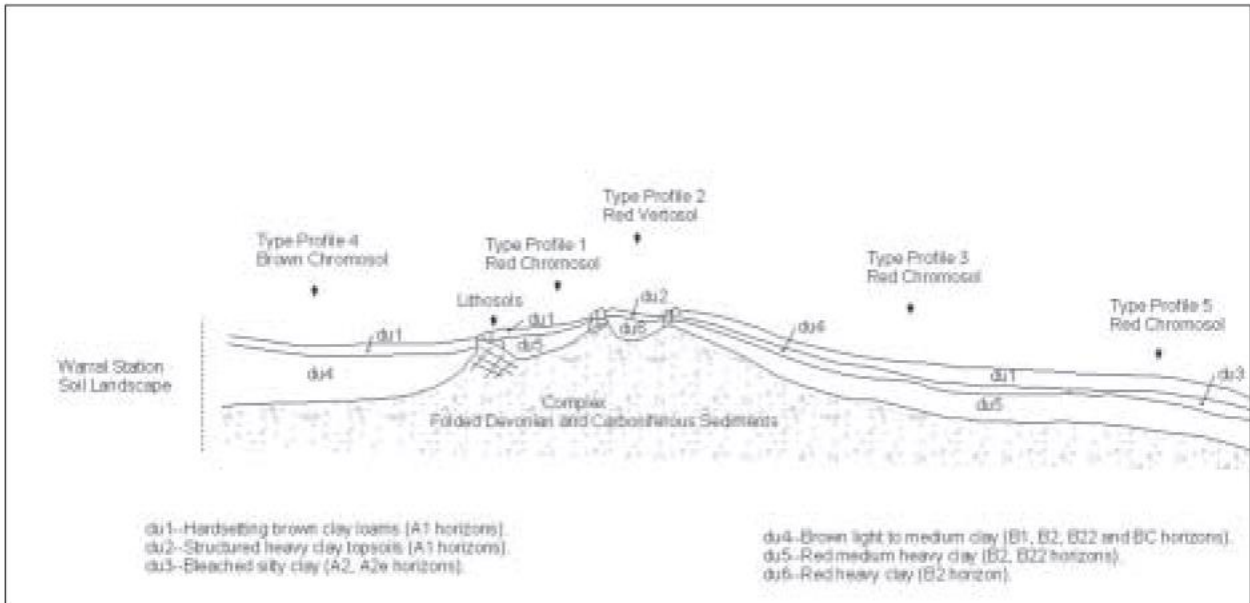 Type Profile 2
Red Vertosol
Type Profile 4
Brown Chromosol
Type Profile 1
Red Chromosol
Type Profile 3
Red Chromosol
Type Profile 5
Red Chromosol
Lithosols
du2
du1
du6
du5
du1
du4
Warral Station
Soil Landscape
du4
du1
du5
du3
Complex
Folded Devonian and Carboniferous Sediments
du1--Hardsetting brown clay loams (A1 horizons).
du2--Structured heavy clay topsoils (A1 horizons).
du3--Bleached silty clay (A2, A2e horizons).
du4--Brown light to medium clay (B1, B2, B22 and BC horizons).
du5--Red medium heavy clay (B2, B22 horizons).
du6--Red heavy clay (B2 horizon).